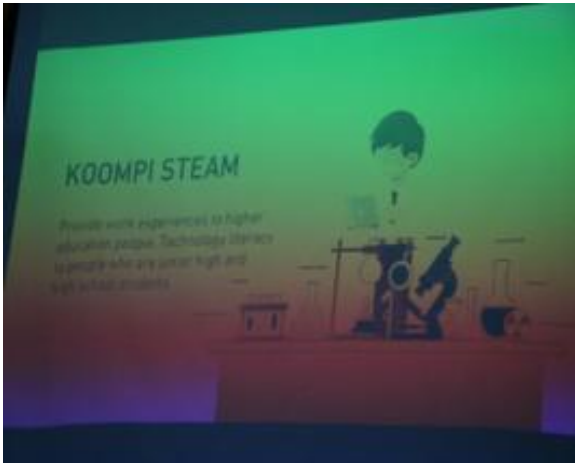 KOOMPI STEAM
Provide work experiences to higher
education people. Technology literacy
to people who are under high and
high school students